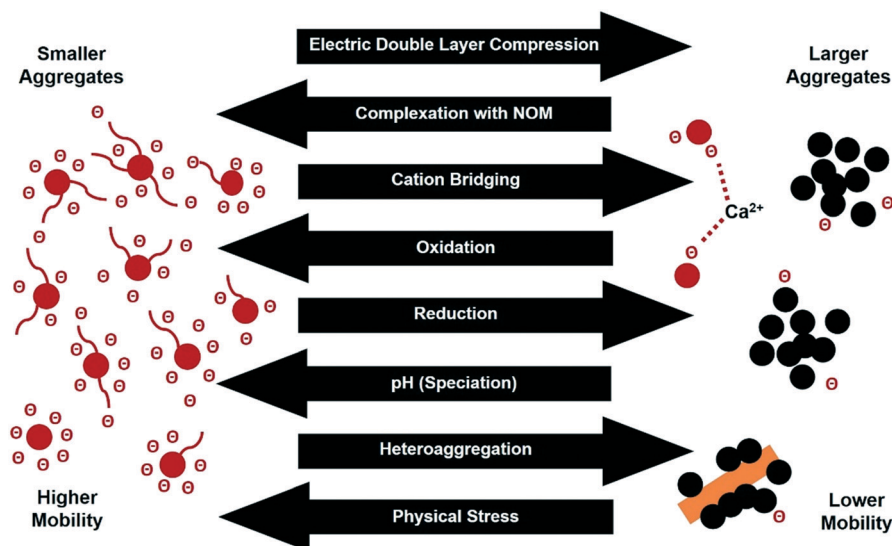 Smaller
Aggregates
Electric Double Layer Compression
Larger
Aggregates
Complexation with NOM
Cation Bridging
Ca²⁺
Oxidation
Reduction
pH (Speciation)
Heteroaggregation
Higher
Mobility
Physical Stress
Lower
Mobility